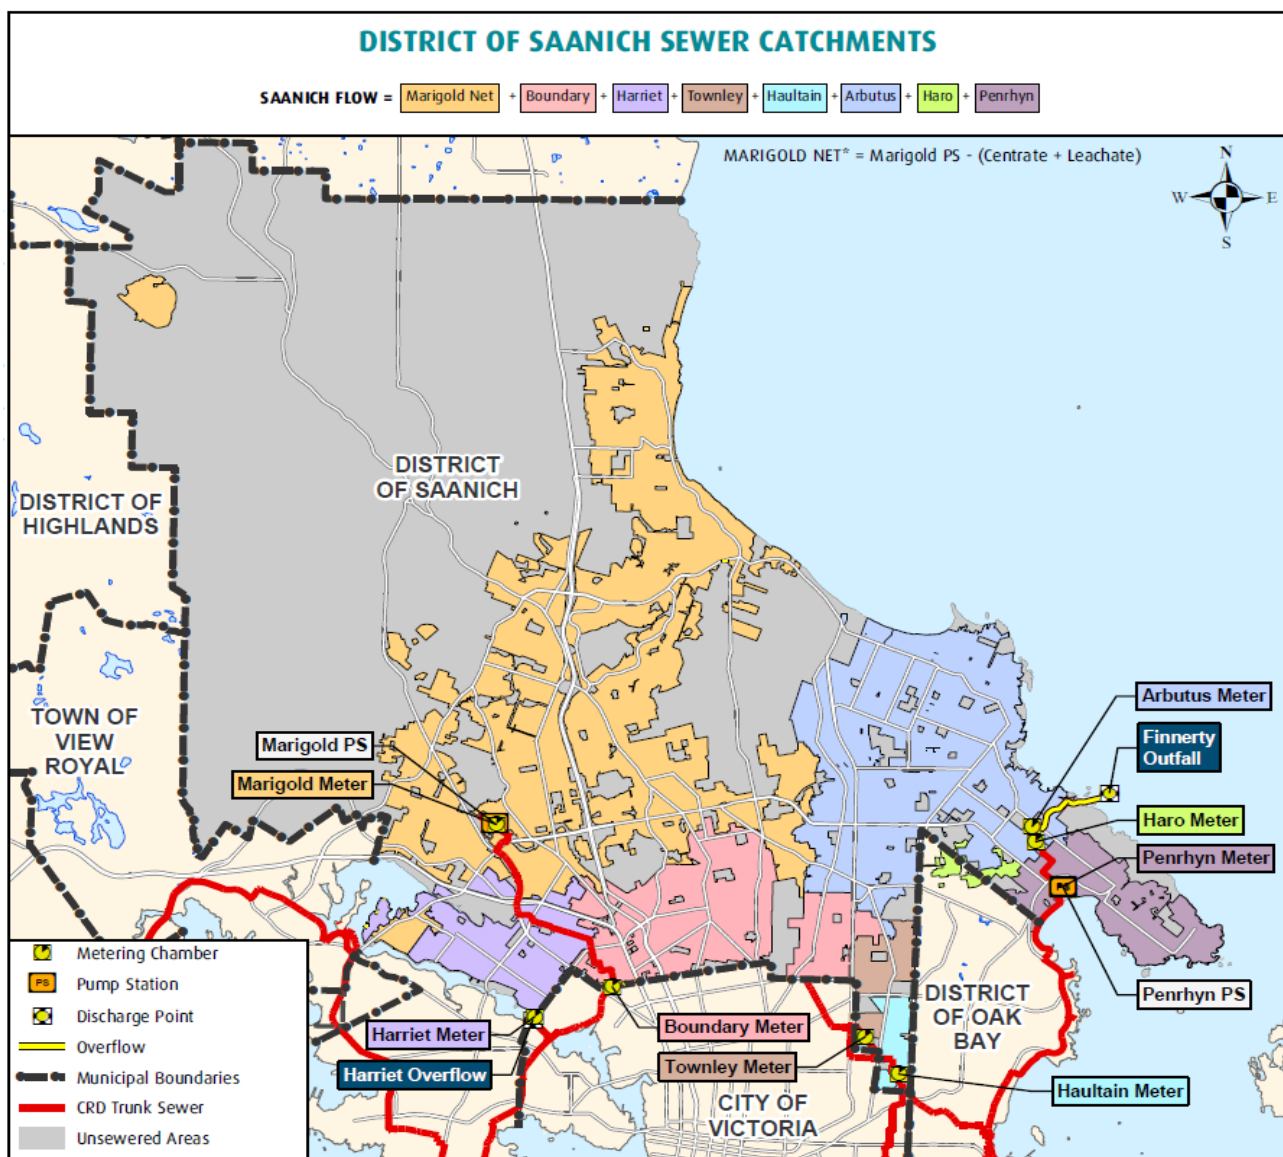 DISTRICT OF SAANICH SEWER CATCHMENTS
SAANICH FLOW = Marigold Net + Boundary + Harriet + Townley + Haultain + Arbutus + Haro + Penrhyn
MARIGOLD NET* = Marigold PS - (Centrate + Leachate)
N
W E
S
DISTRICT
OF SAANICH
DISTRICT OF
HIGHLANDS
TOWN OF
VIEW
ROYAL
Marigold PS
Marigold Meter
Arbutus Meter
Finnerty
Outfall
Haro Meter
Penrhyn Meter
PS
Penrhyn PS
DISTRICT
OF OAK
BAY
Harriet Meter
Harriet Overflow
Boundary Meter
Townley Meter
Haultain Meter
CITY OF
VICTORIA
Metering Chamber
PS Pump Station
Discharge Point
Overflow
Municipal Boundaries
CRD Trunk Sewer
Unsewered Areas